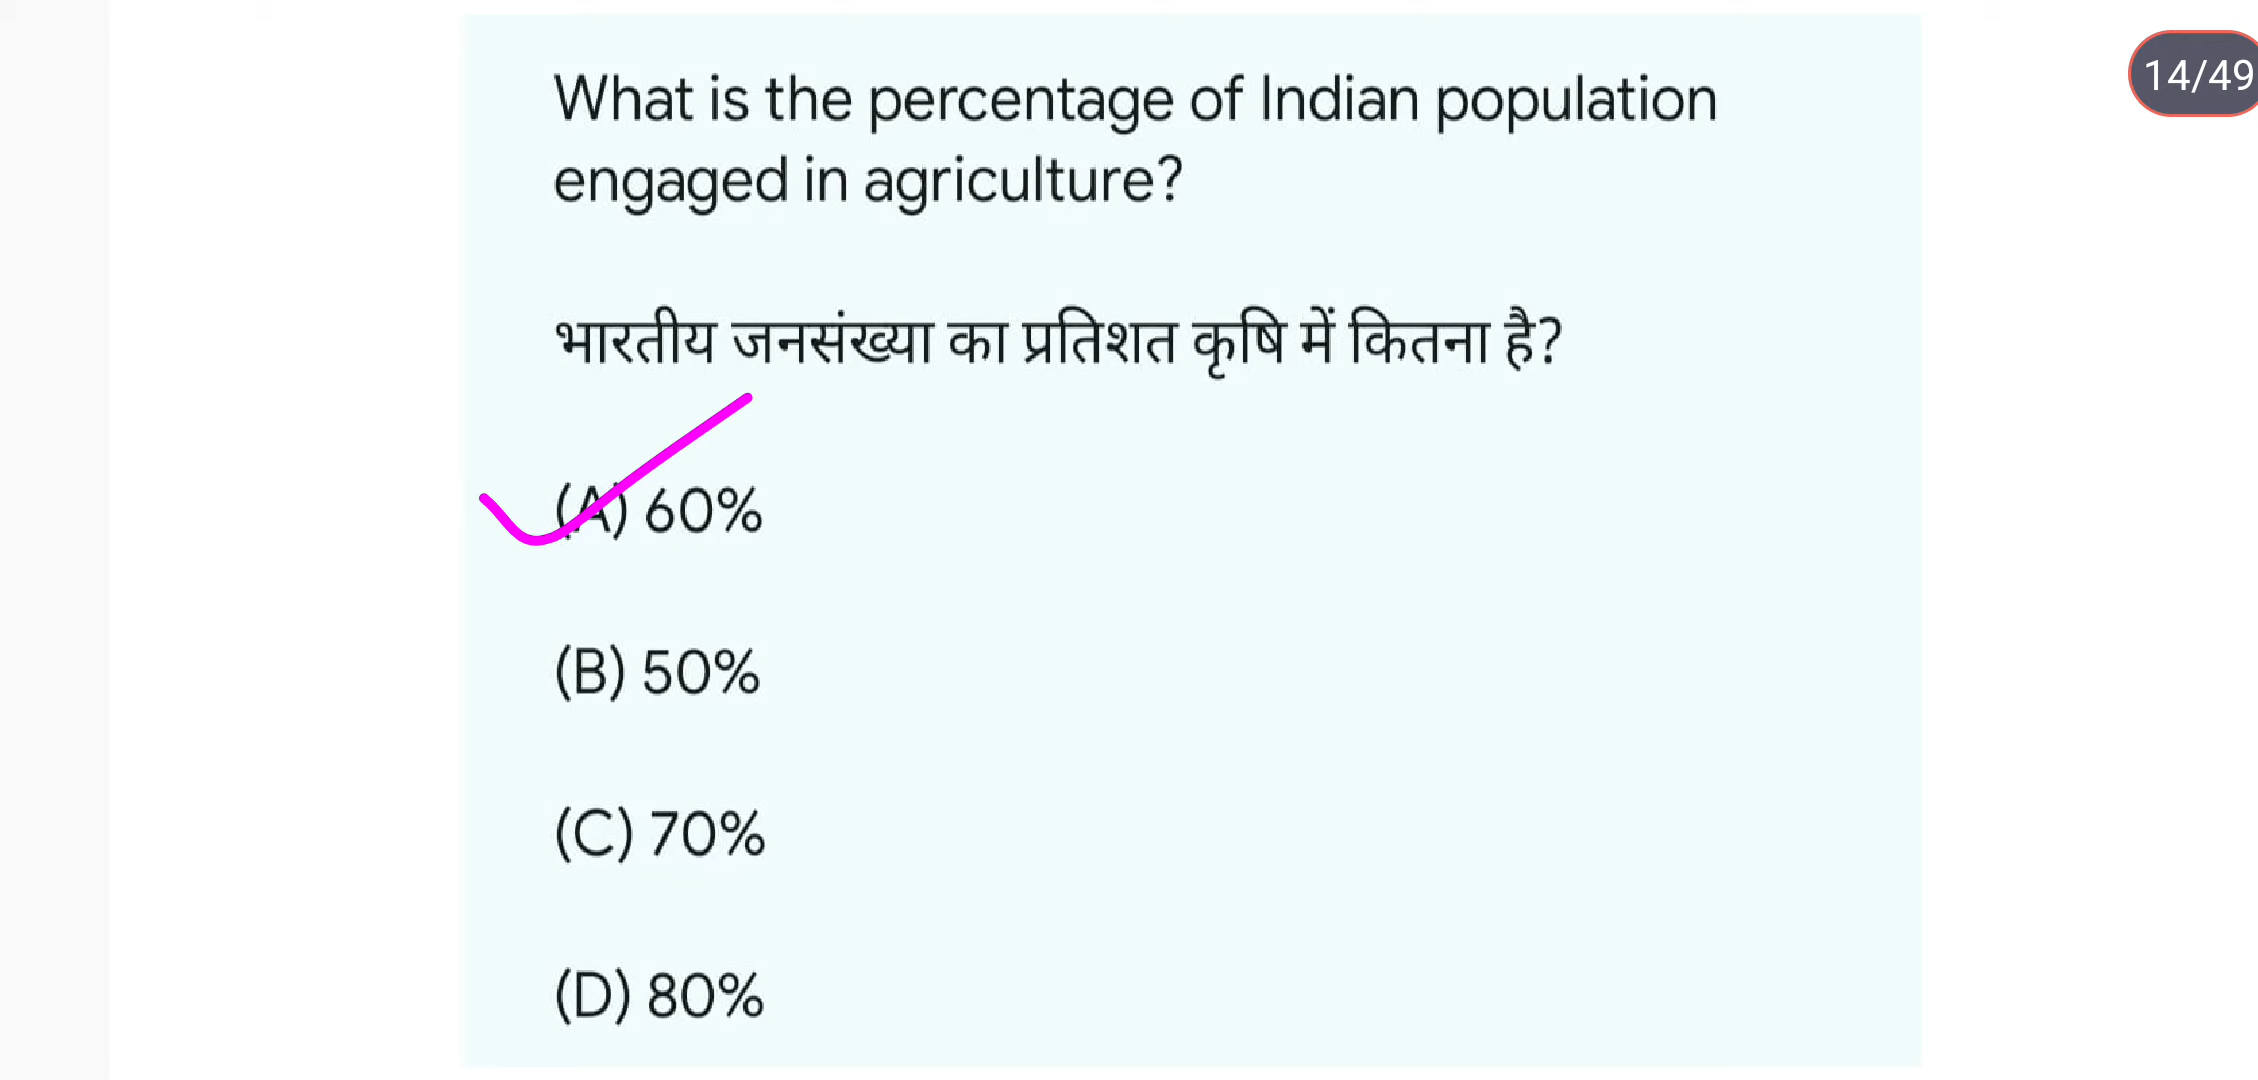 14/49
What is the percentage of Indian population
engaged in agriculture?
भारतीय जनसंख्या का प्रतिशत कृषि में कितना है?
(A) 60%
(B) 50%
(C) 70%
(D) 80%